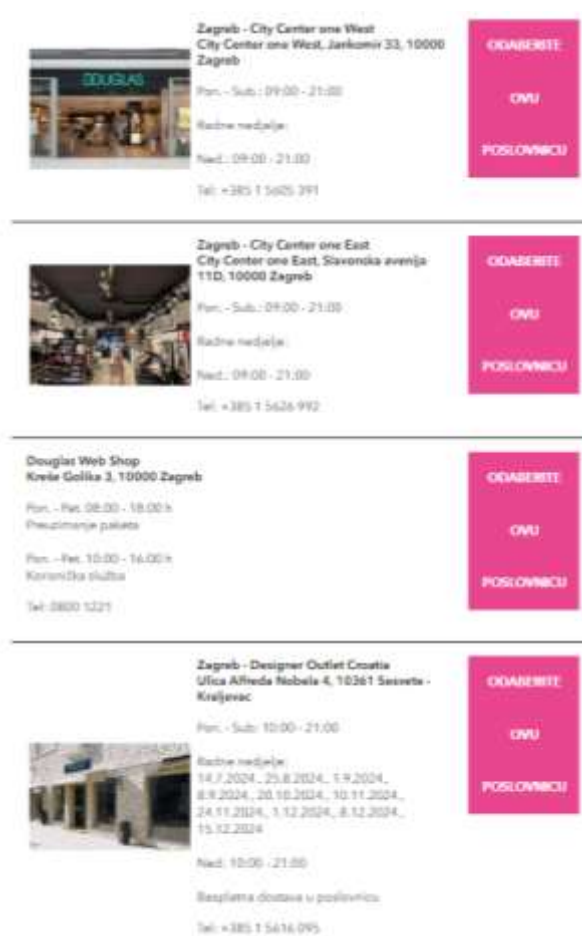 Zagreb - City Center one West
City Center one West, Jankomir 33, 10000
Zagreb
DOUGLAS
Pon. - Sub.: 09:00 - 21:00
Radne nedjelje:
Ned.: 09:00 - 21:00
Tel: +385 1 5605 391
ODABERITE
OVU
POSLOVNICU
Zagreb - City Center one East
City Center one East, Slavonska avenija
11D, 10000 Zagreb
Pon. - Sub.: 09:00 - 21:00
Radne nedjelje:
Ned.: 09:00 - 21:00
Tel: +385 1 5626 992
ODABERITE
OVU
POSLOVNICU
Douglas Web Shop
Kreše Golika 3, 10000 Zagreb
Pon. - Pet. 08:00 - 18:00 h
Preuzimanje paketa
Pon. - Pet. 10:00 - 16:00 h
Korisnička služba
Tel: 0800 1221
ODABERITE
OVU
POSLOVNICU
Zagreb - Designer Outlet Croatia
Ulica Alfreda Nobela 4, 10361 Sesvete -
Kraljevac
Pon. - Sub: 10:00 - 21:00
Radne nedjelje:
14.7.2024., 25.8.2024., 1.9.2024.,
8.9.2024., 20.10.2024., 10.11.2024.,
24.11.2024., 1.12.2024., 8.12.2024.,
15.12.2024
Ned: 10:00 - 21:00
Besplatna dostava u poslovnicu
Tel: +385 1 5616 095
ODABERITE
OVU
POSLOVNICU